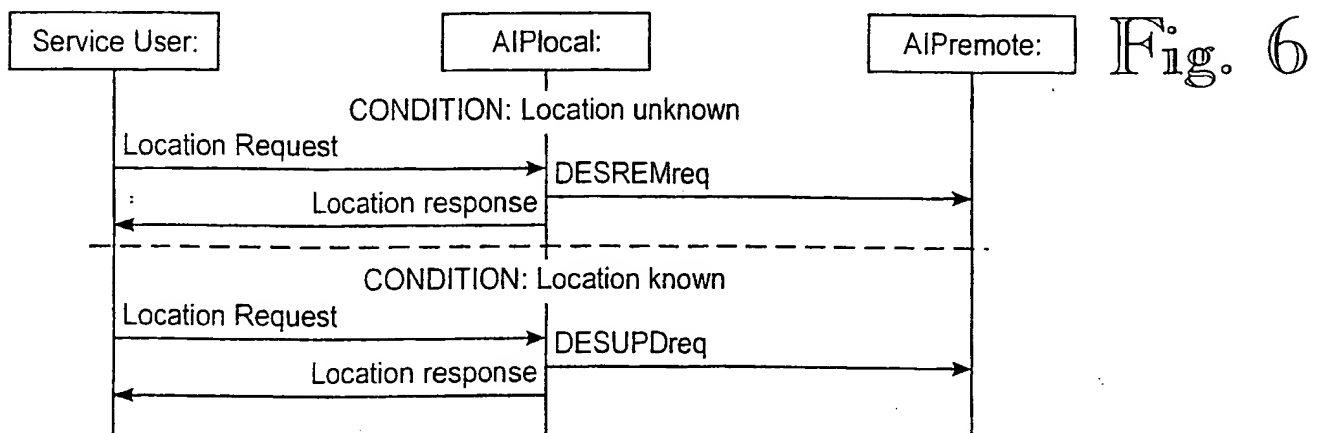 Service User:
AIPlocal:
AIPremote:
Fig. 6
CONDITION: Location unknown
Location Request
DESREMreq
Location response
CONDITION: Location known
Location Request
DESUPDreq
Location response